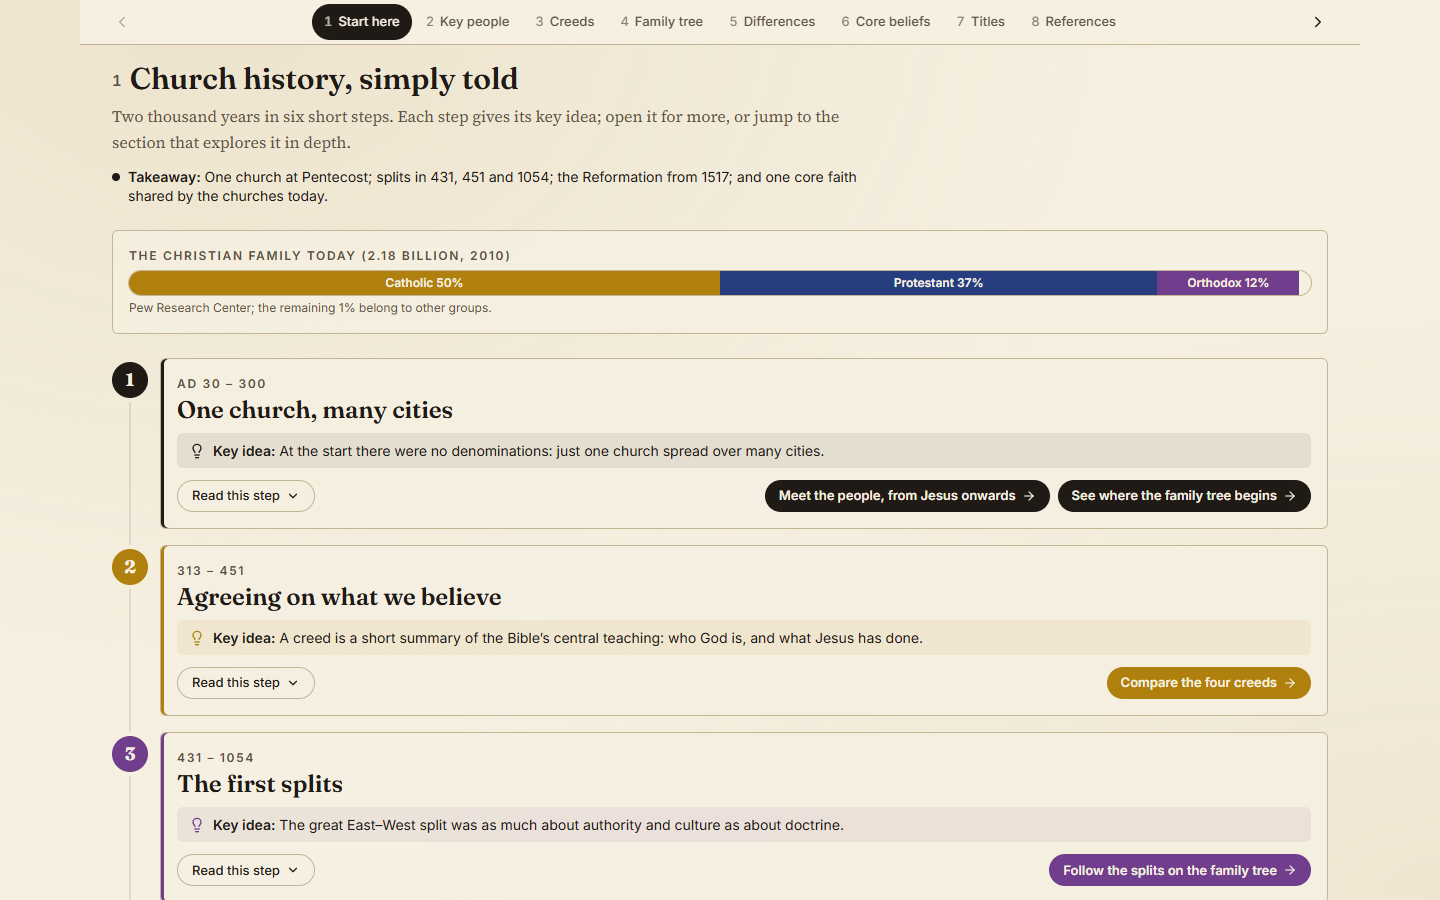 1 Start here 2 Key people 3 Creeds 4 Family tree 5 Differences 6 Core beliefs 7 Titles 8 References
1 Church history, simply told
Two thousand years in six short steps. Each step gives its key idea; open it for more, or jump to the
section that explores it in depth.
Takeaway: One church at Pentecost; splits in 431, 451 and 1054; the Reformation from 1517; and one core faith
shared by the churches today.
THE CHRISTIAN FAMILY TODAY (2.18 BILLION, 2010)
Catholic 50% Protestant 37% Orthodox 12%
Pew Research Center; the remaining 1% belong to other groups.
1
AD 30 – 300
One church, many cities
Key idea: At the start there were no denominations: just one church spread over many cities.
Read this step Meet the people, from Jesus onwards → See where the family tree begins →
2
313 – 451
Agreeing on what we believe
Key idea: A creed is a short summary of the Bible’s central teaching: who God is, and what Jesus has done.
Read this step Compare the four creeds →
3
431 – 1054
The first splits
Key idea: The great East–West split was as much about authority and culture as about doctrine.
Read this step Follow the splits on the family tree →